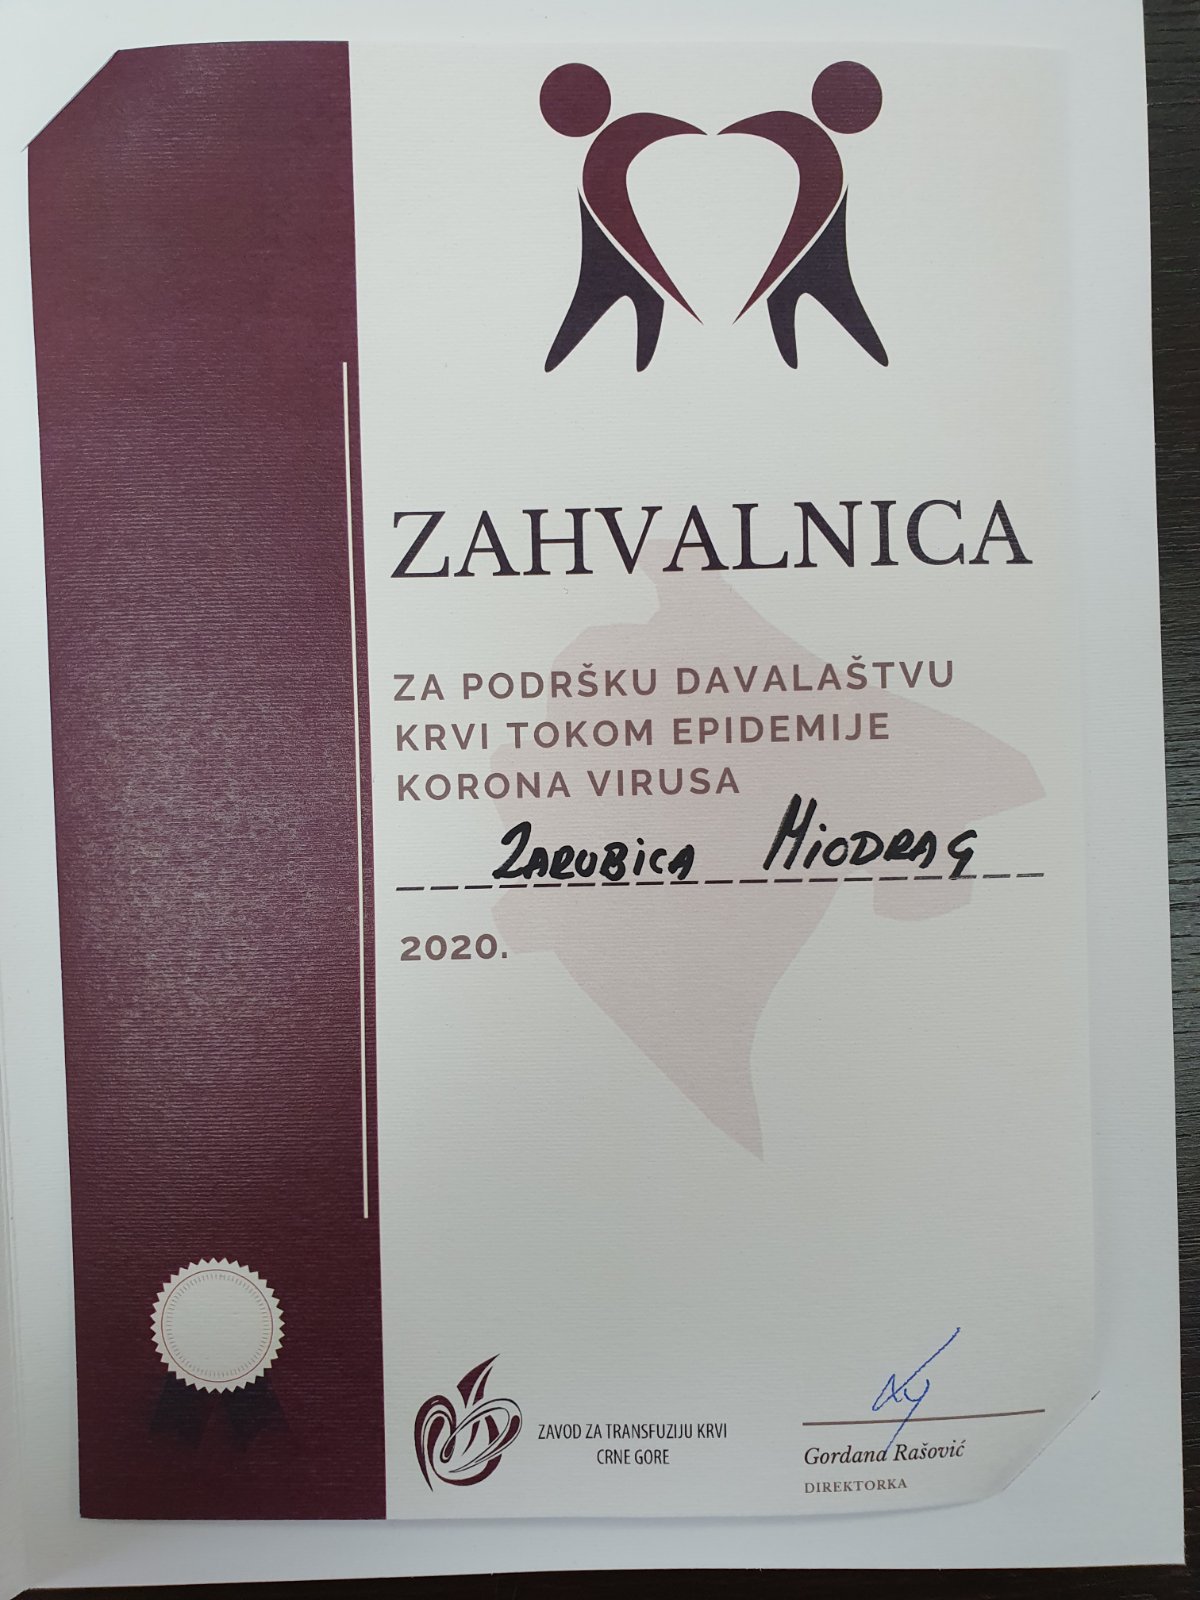 ZAHVALNICA
ZA PODRŠKU DAVALAŠTVU
KRVI TOKOM EPIDEMIJE
KORONA VIRUSA
ZARUBICA MIODRAG
2020.
ZAVOD ZA TRANSFUZIJU KRVI
CRNE GORE
Gordana Rašović
DIREKTORKA